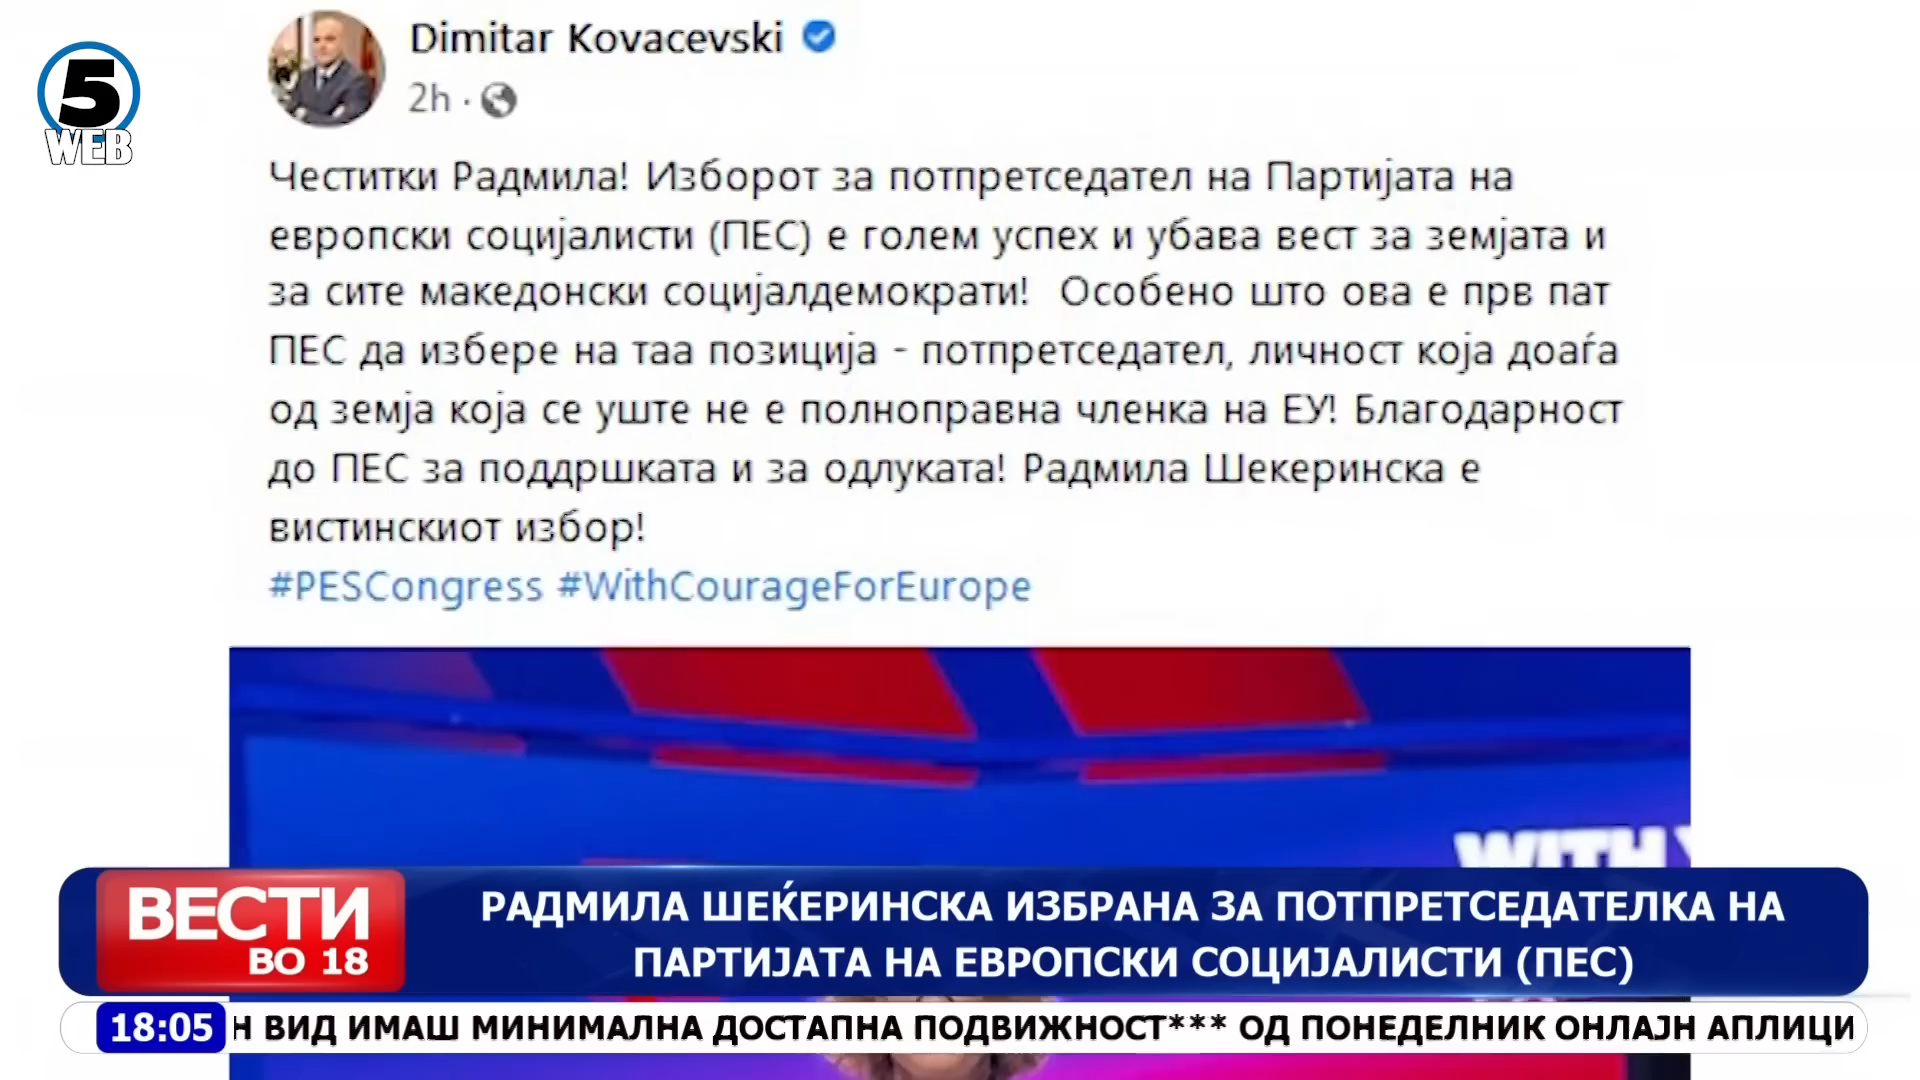 5
WEB
Dimitar Kovacevski
2h
Честитки Радмила! Изборот за потпретседател на Партијата на
европски социјалисти (ПЕС) е голем успех и убава вест за земјата и
за сите македонски социјалдемократи! Особено што ова е прв пат
ПЕС да избере на таа позиција - потпретседател, личност која доаѓа
од земја која се уште не е полноправна членка на ЕУ! Благодарност
до ПЕС за поддршката и за одлуката! Радмила Шекеринска е
вистинскиот избор!
#PESCongress #WithCourageForEurope
WITH
ВЕСТИ
ВО 18
РАДМИЛА ШЕЌЕРИНСКА ИЗБРАНА ЗА ПОТПРЕТСЕДАТЕЛКА НА
ПАРТИЈАТА НА ЕВРОПСКИ СОЦИЈАЛИСТИ (ПЕС)
18:05 Н ВИД ИМАШ МИНИМАЛНА ДОСТАПНА ПОДВИЖНОСТ*** ОД ПОНЕДЕЛНИК ОНЛАЈН АПЛИЦИ